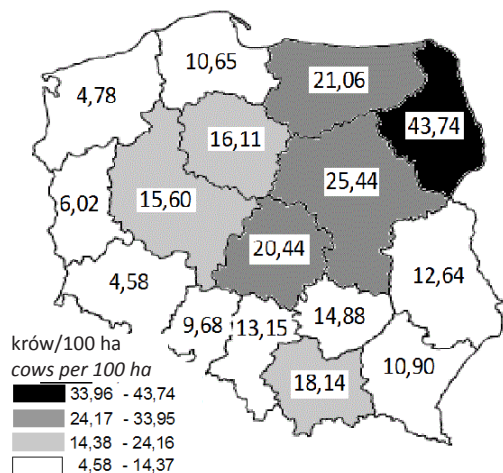 10,65
21,06
4,78
43,74
16,11
25,44
15,60
6,02
20,44
12,64
4,58
14,88
9,68
13,15
10,90
18,14
krów/100 ha
cows per 100 ha
33,96 - 43,74
24,17 - 33,95
14,38 - 24,16
4,58 - 14,37